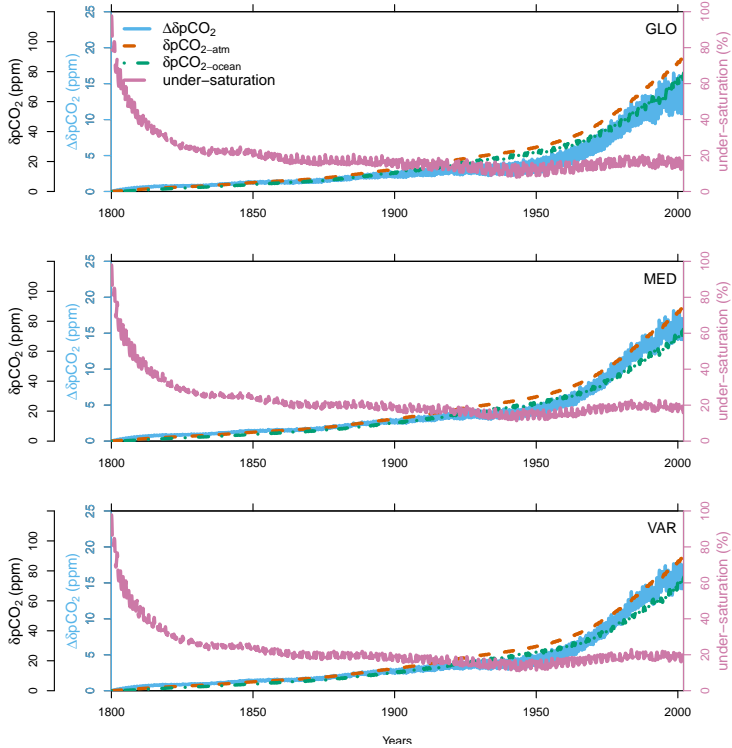 GLO
ΔδpCO2
δpCO2−atm
δpCO2−ocean
under−saturation
δpCO2 (ppm)
0 20 40 60 80 100
ΔδpCO2 (ppm)
0 5 10 15 20 25
under−saturation (%)
0 20 40 60 80 100
1800 1850 1900 1950 2000
MED
δpCO2 (ppm)
0 20 40 60 80 100
ΔδpCO2 (ppm)
0 5 10 15 20 25
under−saturation (%)
0 20 40 60 80 100
1800 1850 1900 1950 2000
VAR
δpCO2 (ppm)
0 20 40 60 80 100
ΔδpCO2 (ppm)
0 5 10 15 20 25
under−saturation (%)
0 20 40 60 80 100
1800 1850 1900 1950 2000
Years